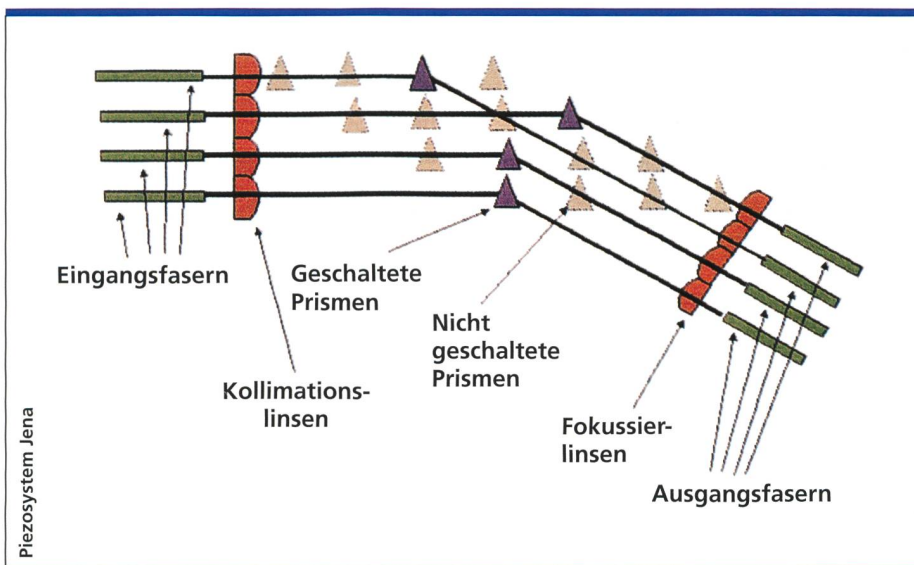 Eingangsfasern
Geschaltete
Prismen
Nicht
geschaltete
Prismen
Kollimations-
linsen
Fokussier-
linsen
Ausgangsfasern
Piezosystem Jena